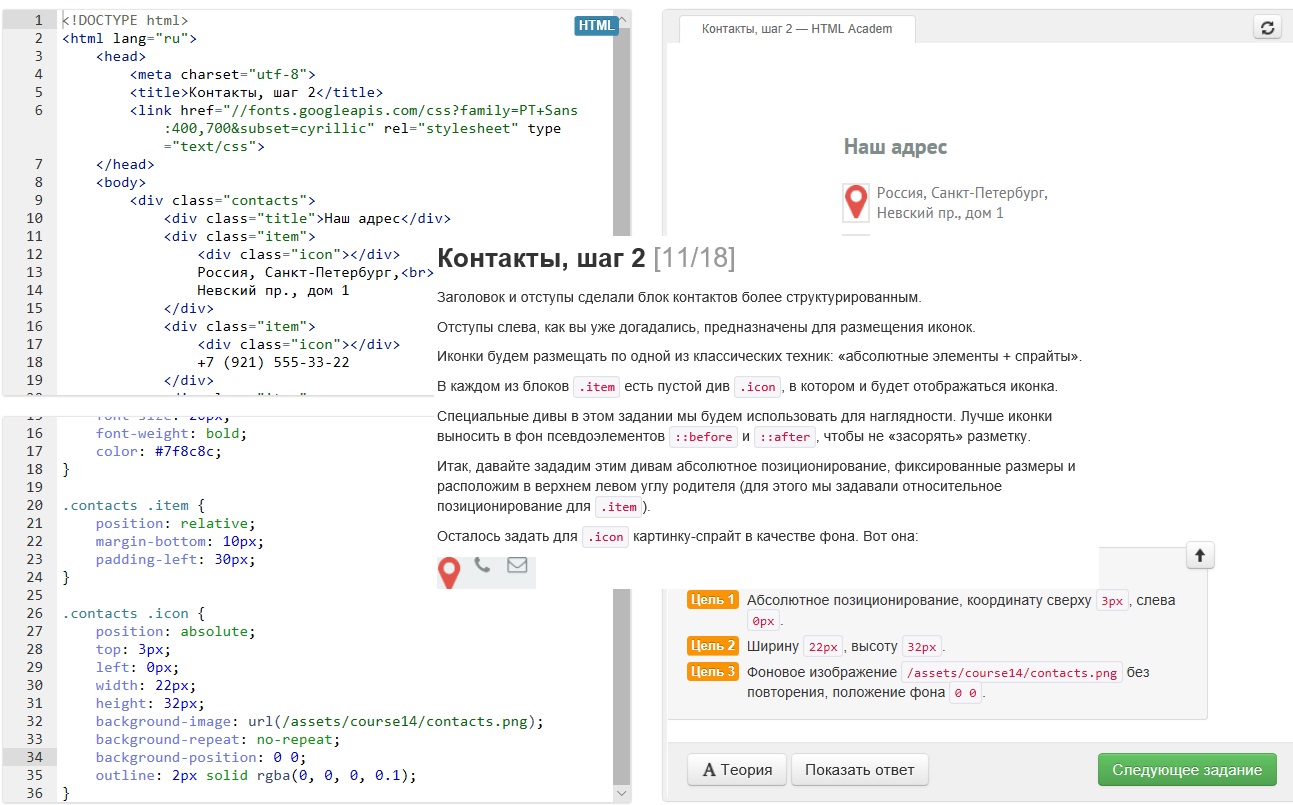 1 <!DOCTYPE html>
HTML
2 <html lang="ru">
3 <head>
4 <meta charset="utf-8">
5 <title>Контакты, шаг 2</title>
6 <link href="//fonts.googleapis.com/css?family=PT+Sans
:400,700&subset=cyrillic" rel="stylesheet" type
="text/css">
7 </head>
8 <body>
9 <div class="contacts">
10 <div class="title">Наш адрес</div>
11 <div class="item">
12 <div class="icon"></div>
13 Россия, Санкт-Петербург,<br>
14 Невский пр., дом 1
15 </div>
16 <div class="item">
17 <div class="icon"></div>
18 +7 (921) 555-33-22
19 </div>
Контакты, шаг 2 — HTML Academ
Наш адрес
Россия, Санкт-Петербург,
Невский пр., дом 1
Контакты, шаг 2 [11/18]
Заголовок и отступы сделали блок контактов более структурированным.
Отступы слева, как вы уже догадались, предназначены для размещения иконок.
Иконки будем размещать по одной из классических техник: «абсолютные элементы + спрайты».
В каждом из блоков .item есть пустой див .icon, в котором и будет отображаться иконка.
Специальные дивы в этом задании мы будем использовать для наглядности. Лучше иконки
выносить в фон псевдоэлементов ::before и ::after, чтобы не «засорять» разметку.
Итак, давайте зададим этим дивам абсолютное позиционирование, фиксированные размеры и
расположим в верхнем левом углу родителя (для этого мы задавали относительное
позиционирование для .item).
Осталось задать для .icon картинку-спрайт в качестве фона. Вот она:
15 font-size: 20px;
16 font-weight: bold;
17 color: #7f8c8c;
18 }
19
20 .contacts .item {
21 position: relative;
22 margin-bottom: 10px;
23 padding-left: 30px;
24 }
25
26 .contacts .icon {
27 position: absolute;
28 top: 3px;
29 left: 0px;
30 width: 22px;
31 height: 32px;
32 background-image: url(/assets/course14/contacts.png);
33 background-repeat: no-repeat;
34 background-position: 0 0;
35 outline: 2px solid rgba(0, 0, 0, 0.1);
36 }
Цель 1 Абсолютное позиционирование, координату сверху 3px, слева
0px.
Цель 2 Ширину 22px, высоту 32px.
Цель 3 Фоновое изображение /assets/course14/contacts.png без
повторения, положение фона 0 0.
А Теория
Показать ответ
Следующее задание